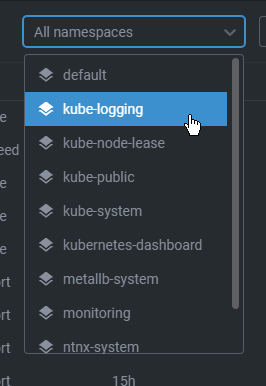 All namespaces
default
kube-logging
kube-node-lease
kube-public
kube-system
kubernetes-dashboard
metallb-system
monitoring
ntnx-system
15h